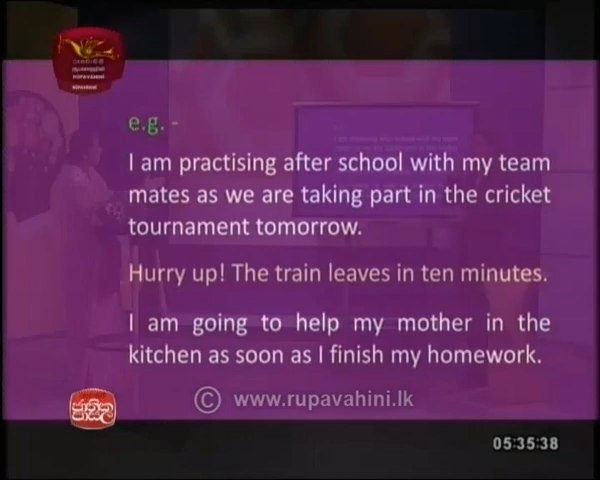 RUPAVAHINI
e.g. -
I am practising after school with my team
mates as we are taking part in the cricket
tournament tomorrow.
Hurry up! The train leaves in ten minutes.
I am going to help my mother in the
kitchen as soon as I finish my homework.
© www.rupavahini.lk
05:35:38